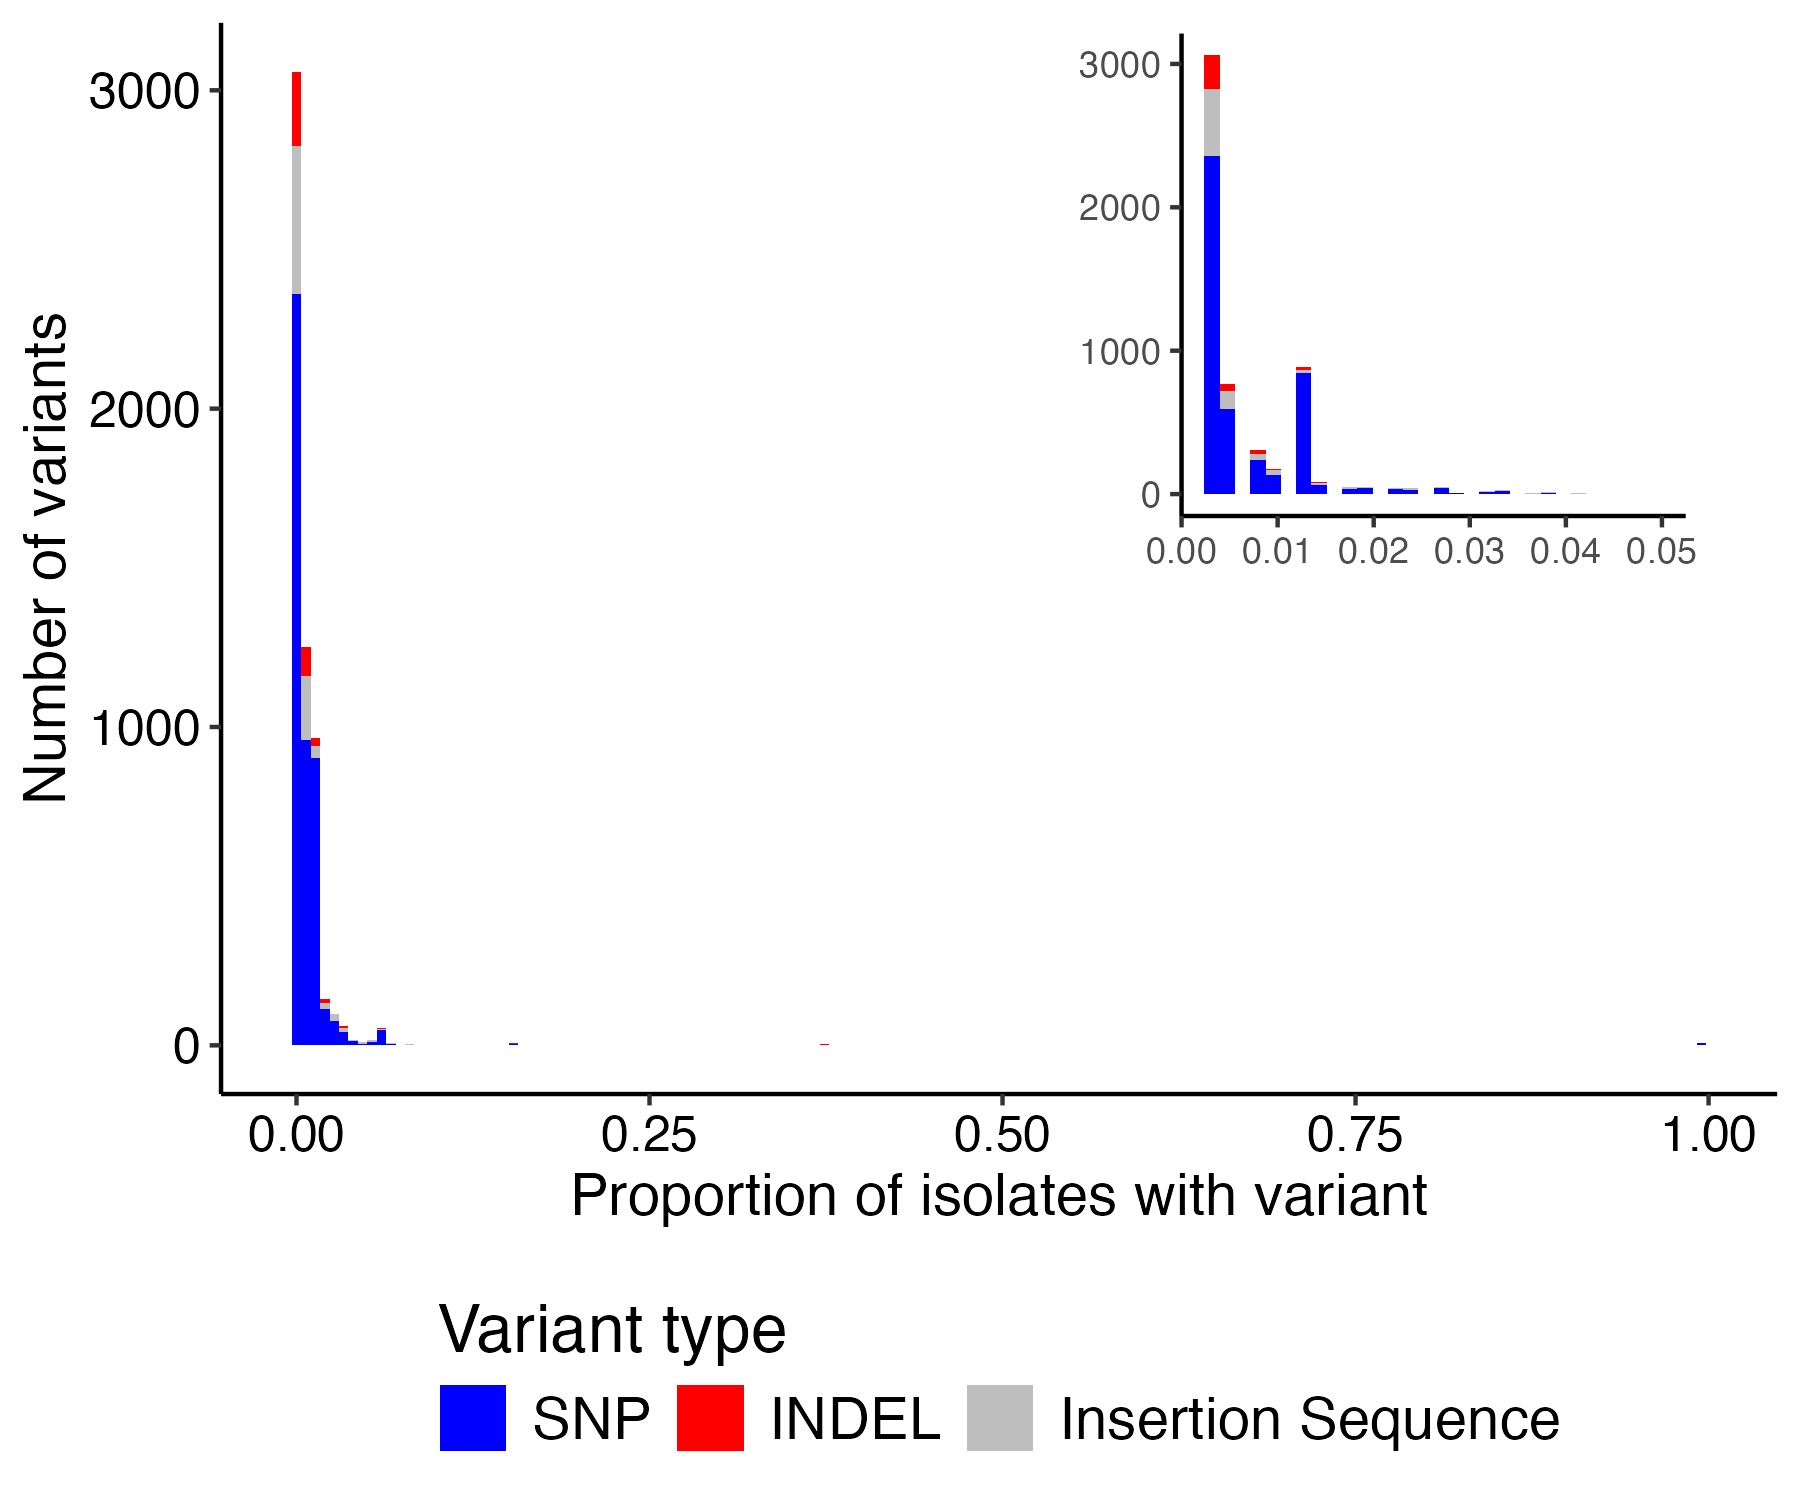 Number of variants
3000
2000
1000
0
0.00 0.25 0.50 0.75 1.00
Proportion of isolates with variant
3000
2000
1000
0
0.00 0.01 0.02 0.03 0.04 0.05
Variant type
SNP INDEL Insertion Sequence